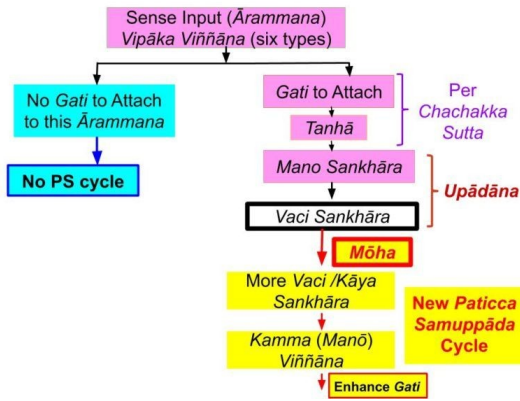 Sense Input (Ārammana)
Vipāka Viññāna (six types)
No Gati to Attach
to this Ārammana
No PS cycle
Gati to Attach
Tanhā
Per
Chachakka
Sutta
Mano Sankhāra
Vaci Sankhāra
Upādāna
Mōha
More Vaci /Kāya
Sankhāra
Kamma (Manō)
Viññāna
Enhance Gati
New Paticca
Samuppāda
Cycle